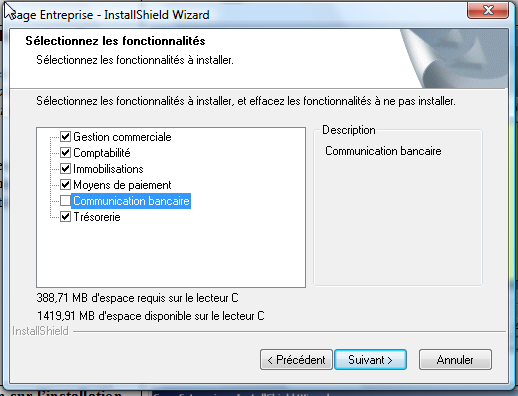 Sage Entreprise - InstallShield Wizard
Sélectionnez les fonctionnalités
Sélectionnez les fonctionnalités à installer.
Sélectionnez les fonctionnalités à installer, et effacez les fonctionnalités à ne pas installer.
Gestion commerciale
Comptabilité
Immobilisations
Moyens de paiement
Communication bancaire
Trésorerie
Description
Communication bancaire
388,71 MB d'espace requis sur le lecteur C
1419,91 MB d'espace disponible sur le lecteur C
InstallShield
< Précédent
Suivant >
Annuler
sur l'installation